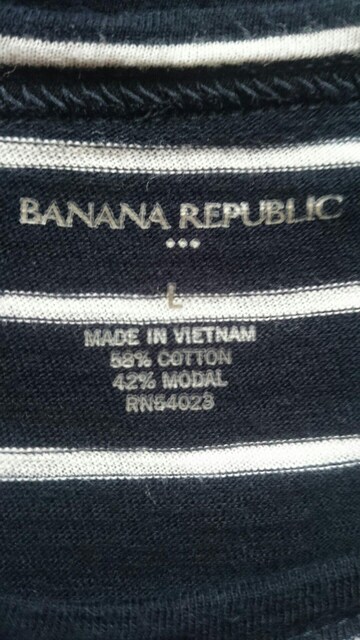 BANANA REPUBLIC
L
MADE IN VIETNAM
58% COTTON
42% MODAL
RN54023